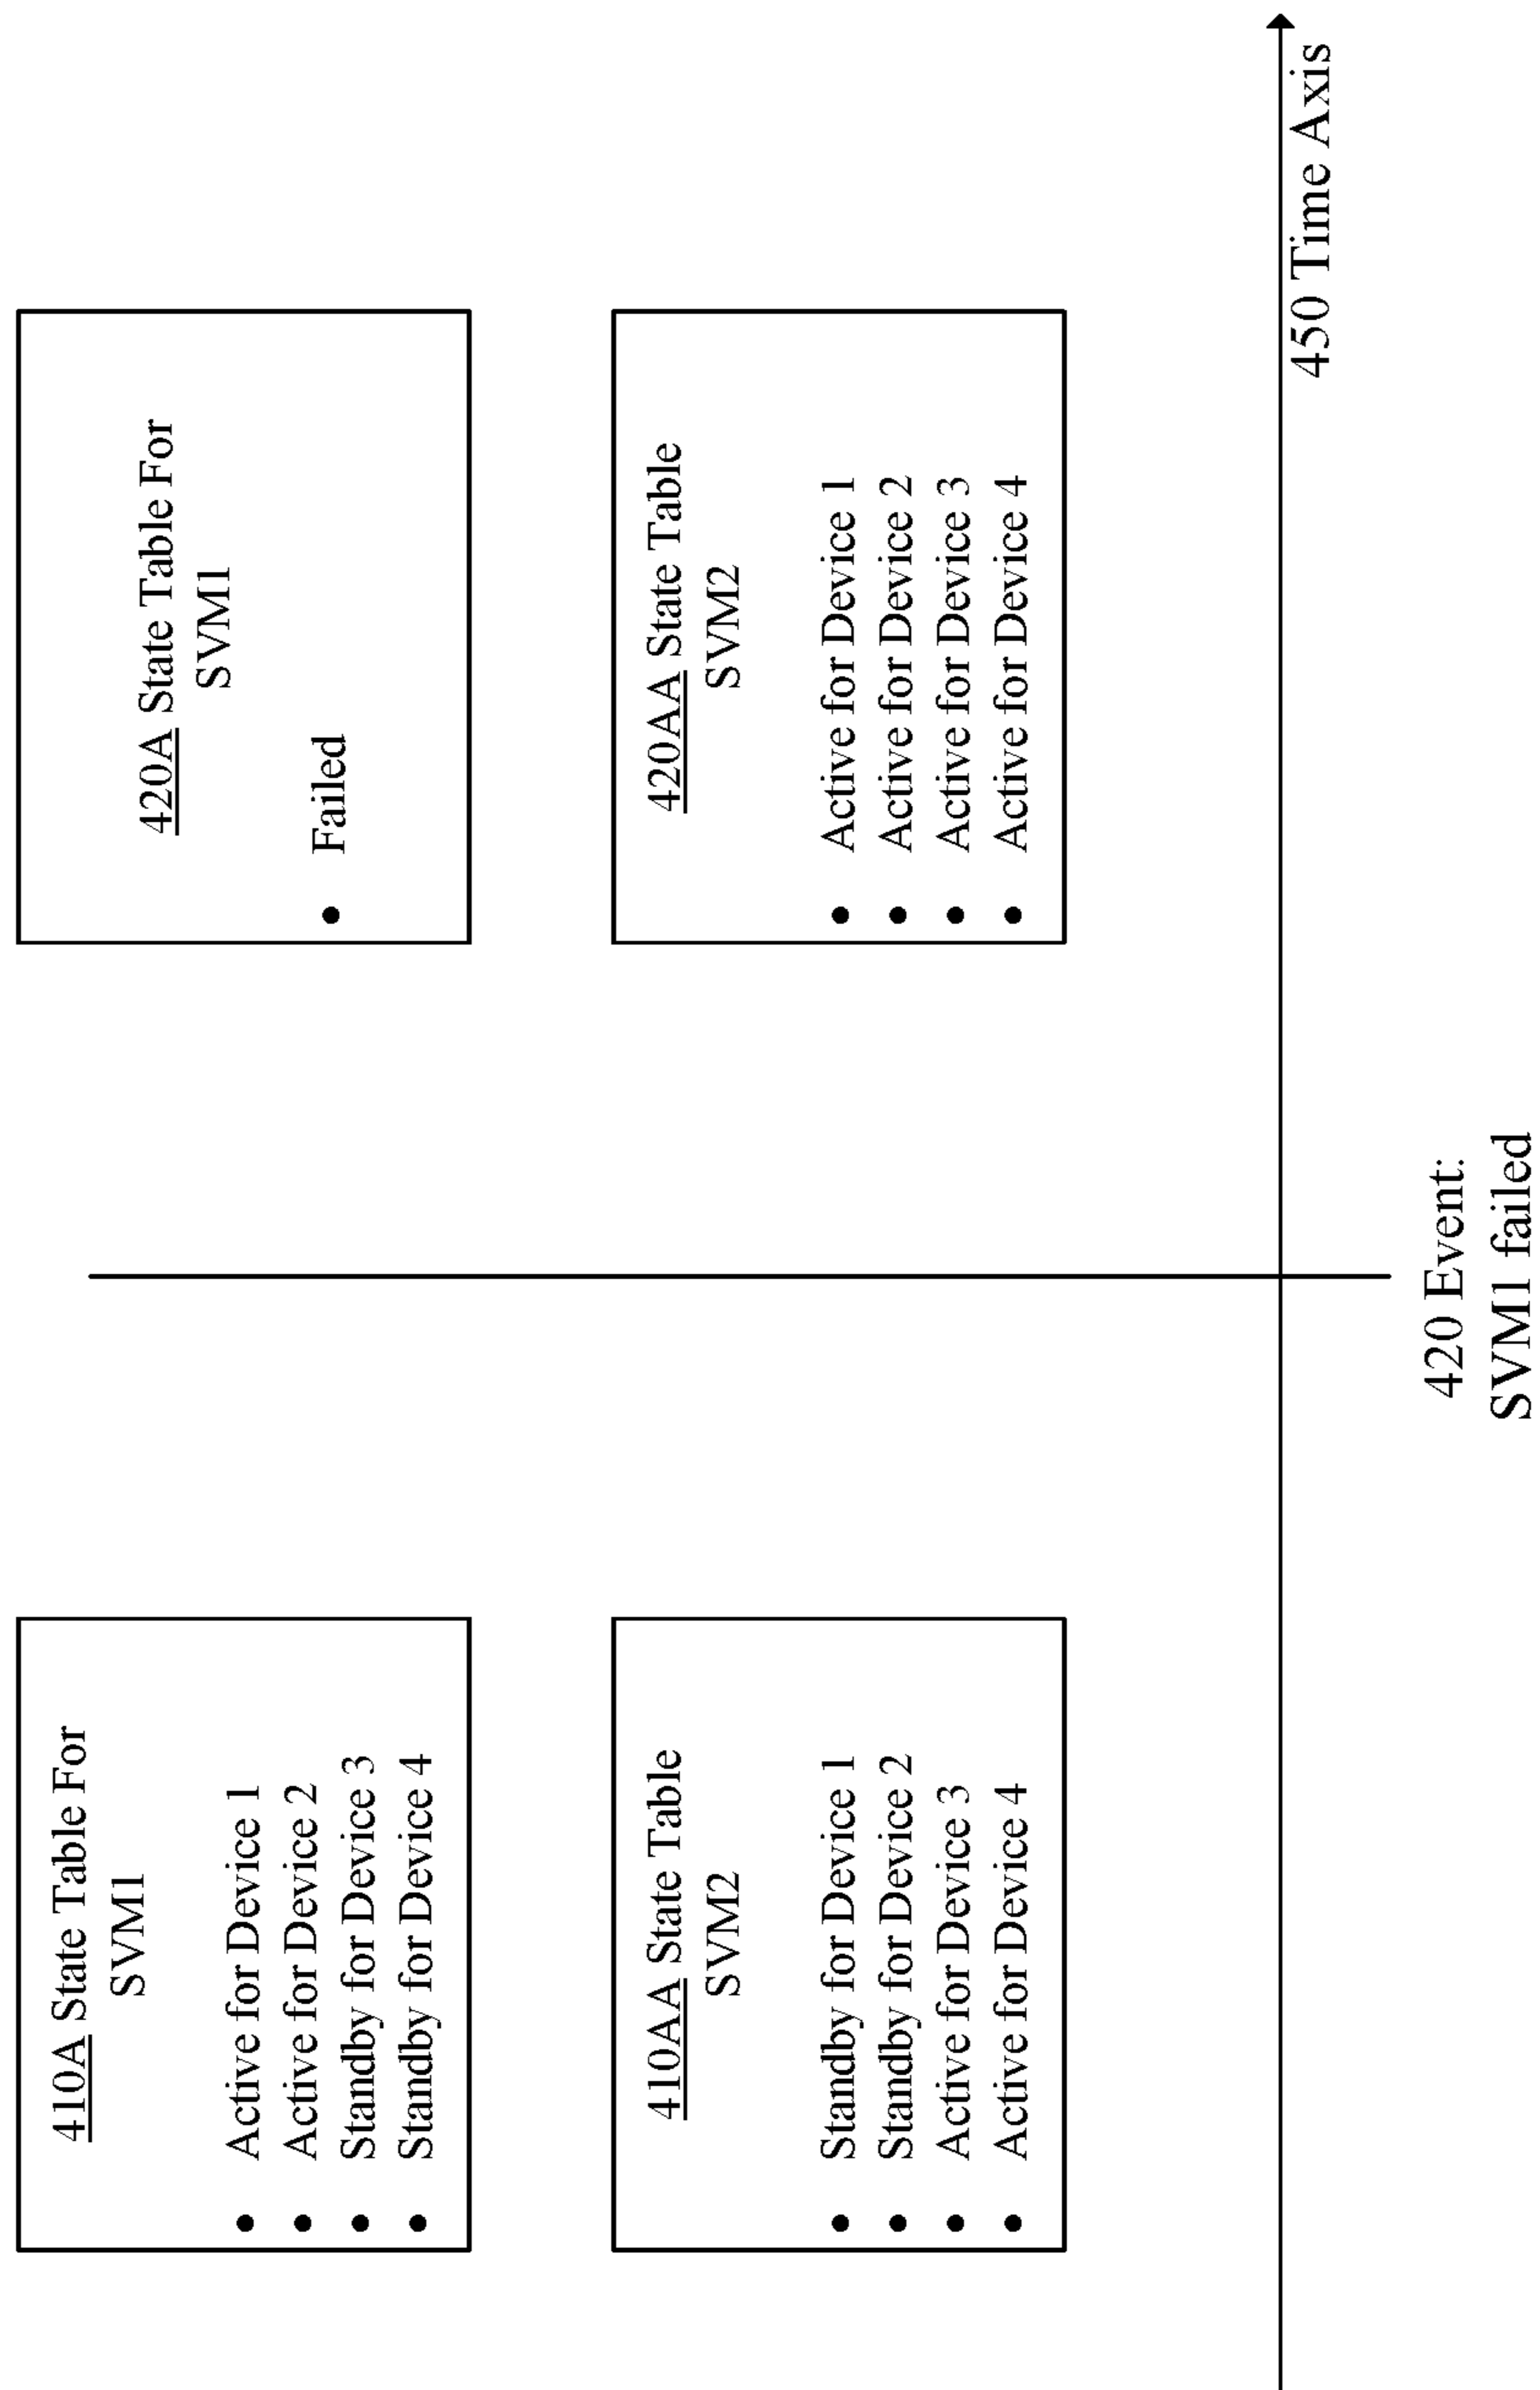 410A State Table For
SVM1
• Active for Device 1
• Active for Device 2
• Standby for Device 3
• Standby for Device 4
420A State Table For
SVM1
• Failed
410AA State Table
SVM2
• Standby for Device 1
• Standby for Device 2
• Active for Device 3
• Active for Device 4
420AA State Table
SVM2
• Active for Device 1
• Active for Device 2
• Active for Device 3
• Active for Device 4
450 Time Axis
420 Event:
SVM1 failed